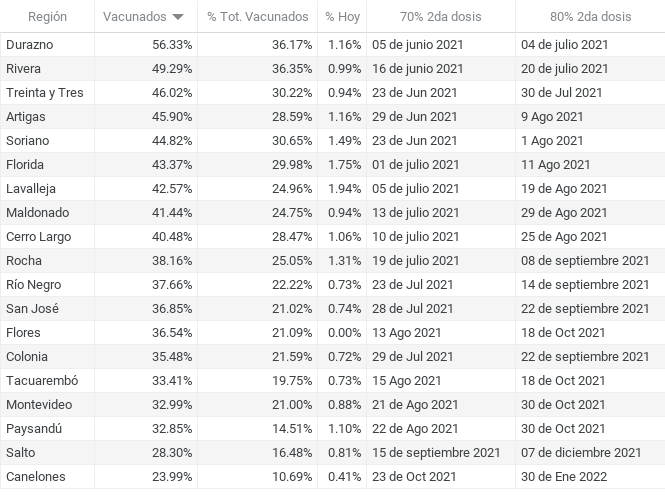 Región Vacunados % Tot. Vacunados % Hoy 70% 2da dosis 80% 2da dosis
Durazno 56.33% 36.17% 1.16% 05 de junio 2021 04 de julio 2021
Rivera 49.29% 36.35% 0.99% 16 de junio 2021 20 de julio 2021
Treinta y Tres 46.02% 30.22% 0.94% 23 de Jun 2021 30 de Jul 2021
Artigas 45.90% 28.59% 1.16% 29 de Jun 2021 9 Ago 2021
Soriano 44.82% 30.65% 1.49% 23 de Jun 2021 1 Ago 2021
Florida 43.37% 29.98% 1.75% 01 de julio 2021 11 Ago 2021
Lavalleja 42.57% 24.96% 1.94% 05 de julio 2021 19 de Ago 2021
Maldonado 41.44% 24.75% 0.94% 13 de julio 2021 29 de Ago 2021
Cerro Largo 40.48% 28.47% 1.06% 10 de julio 2021 25 de Ago 2021
Rocha 38.16% 25.05% 1.31% 19 de julio 2021 08 de septiembre 2021
Río Negro 37.66% 22.22% 0.73% 23 de Jul 2021 14 de septiembre 2021
San José 36.85% 21.02% 0.74% 28 de Jul 2021 22 de septiembre 2021
Flores 36.54% 21.09% 0.00% 13 Ago 2021 18 de Oct 2021
Colonia 35.48% 21.59% 0.72% 29 de Jul 2021 22 de septiembre 2021
Tacuarembó 33.41% 19.75% 0.73% 15 Ago 2021 18 de Oct 2021
Montevideo 32.99% 21.00% 0.88% 21 de Ago 2021 30 de Oct 2021
Paysandú 32.85% 14.51% 1.10% 22 de Ago 2021 30 de Oct 2021
Salto 28.30% 16.48% 0.81% 15 de septiembre 2021 07 de diciembre 2021
Canelones 23.99% 10.69% 0.41% 23 de Oct 2021 30 de Ene 2022